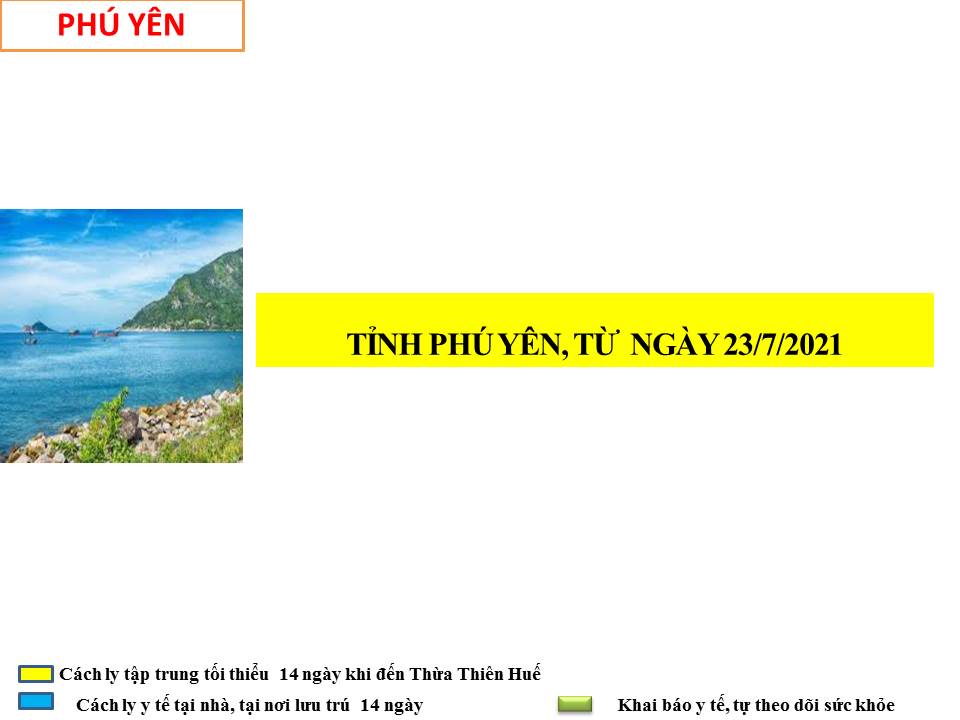 PHÚ YÊN
TỈNH PHÚ YÊN, TỪ NGÀY 23/7/2021
Cách ly tập trung tối thiểu 14 ngày khi đến Thừa Thiên Huế
Cách ly y tế tại nhà, tại nơi lưu trú 14 ngày
Khai báo y tế, tự theo dõi sức khỏe